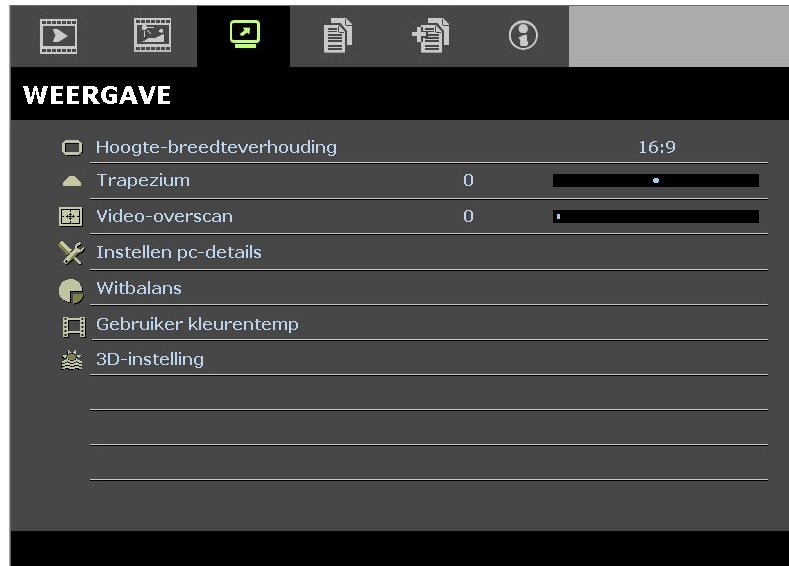 WEERGAVE
Hoogte-breedteverhouding 16:9
Trapezium 0
Video-overscan 0
Instellen pc-details
Witbalans
Gebruiker kleurentemp
3D-instelling